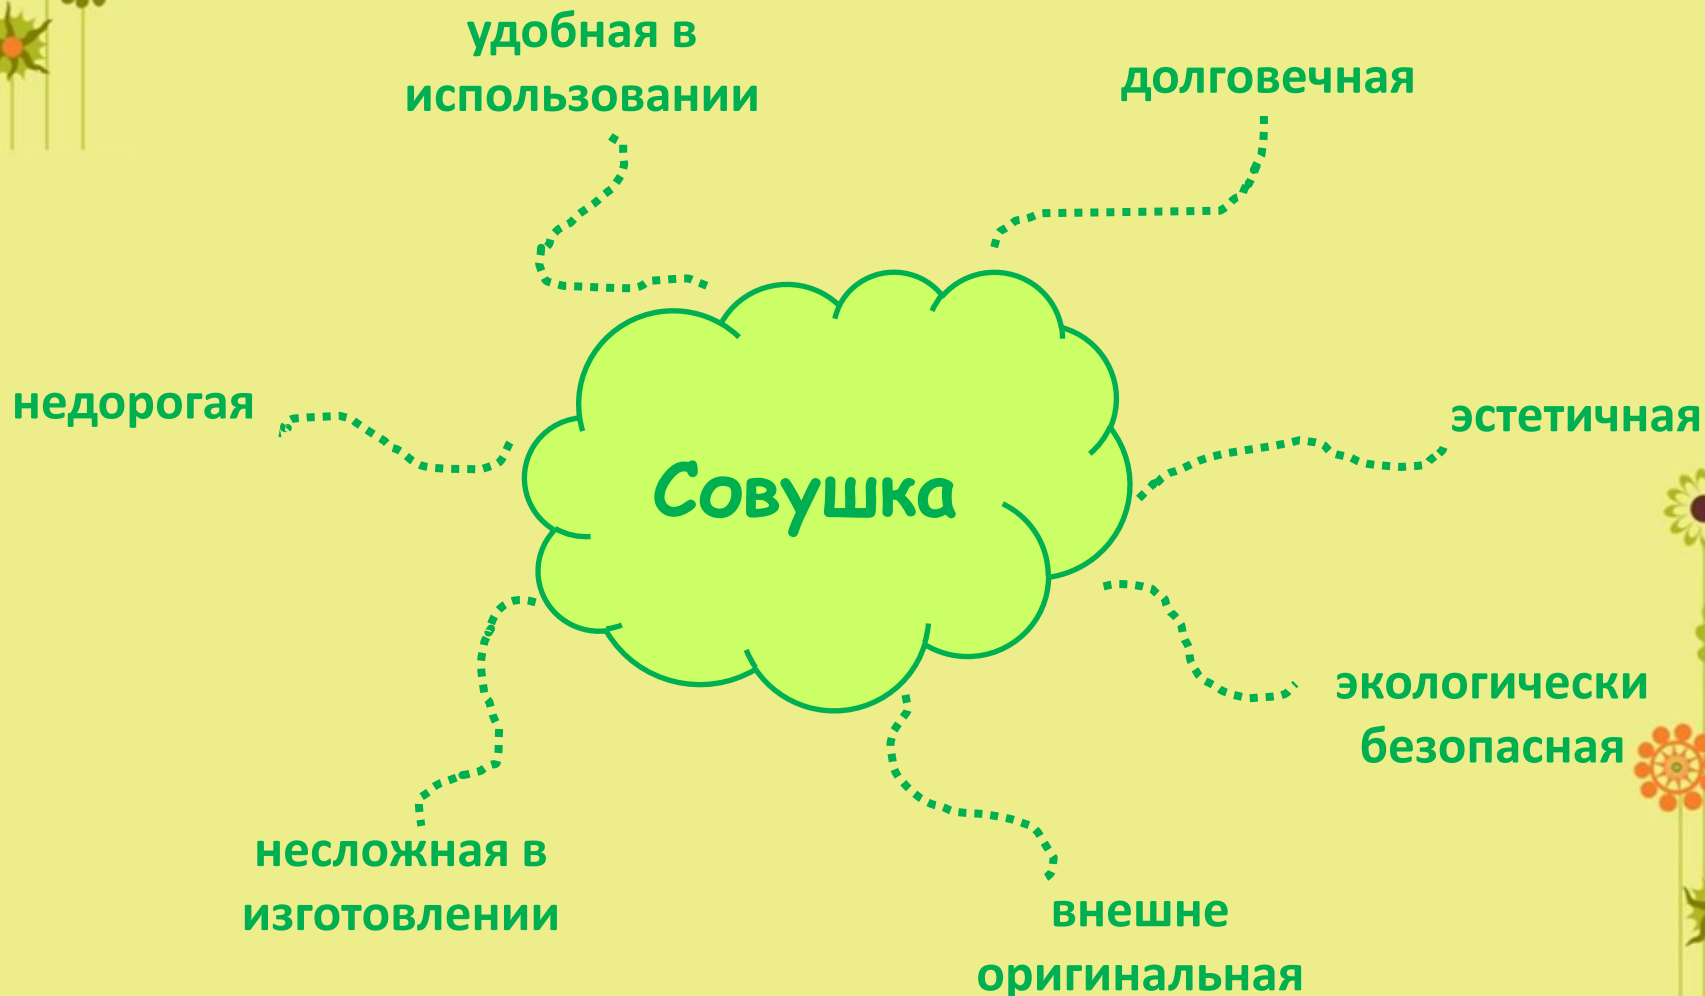 удобная в
использовании
долговечная
недорогая
эстетичная
Совушка
экологически
безопасная
несложная в
изготовлении
внешне
оригинальная